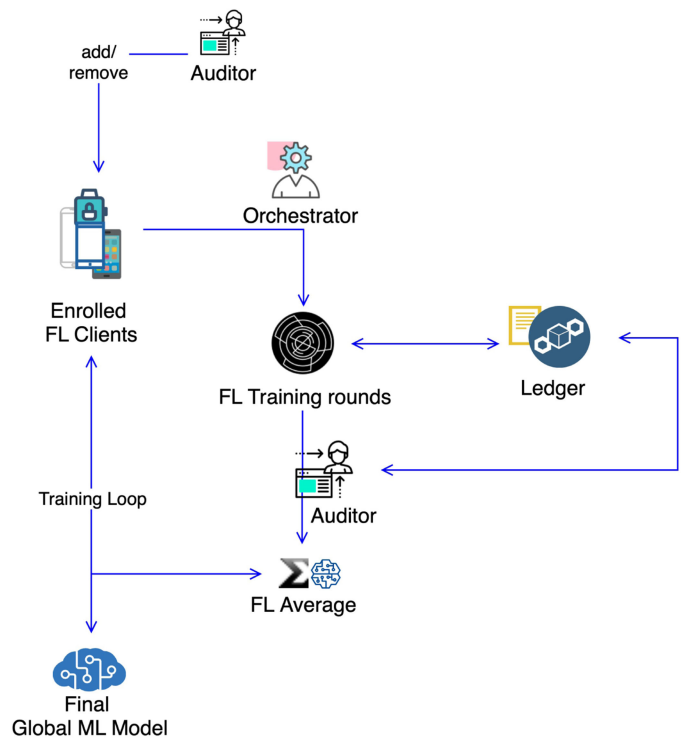 add/
remove
Auditor
Orchestrator
Enrolled
FL Clients
FL Training rounds
Ledger
Training Loop
Auditor
FL Average
Final
Global ML Model